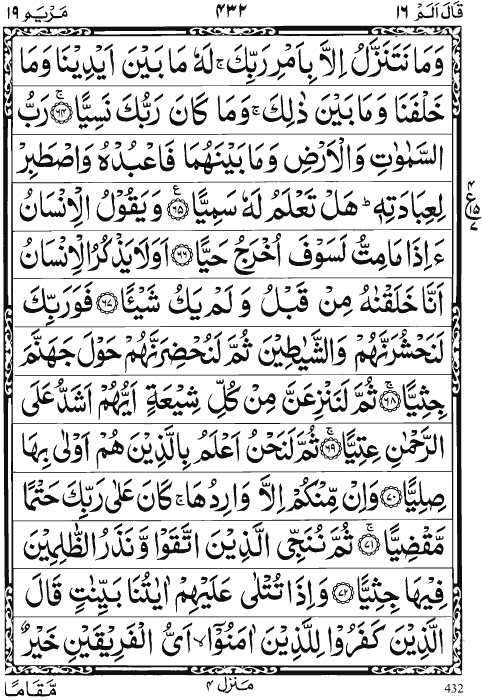 قَالَ اَلَمْ ١٦ ٤٣٢ مَرْيَم ١٩
وَمَا نَتَنَزَّلُ اِلَّا بِاَمْرِ رَبِّكَ ۚ لَهٗ مَا بَيْنَ اَيْدِيْنَا وَمَا
خَلْفَنَا وَمَا بَيْنَ ذٰلِكَ ۚ وَمَا كَانَ رَبُّكَ نَسِيًّا ۚ﴿٦٤﴾ رَبُّ
السَّمٰوٰتِ وَالْاَرْضِ وَمَا بَيْنَهُمَا فَاعْبُدْهُ وَاصْطَبِرْ
لِعِبَادَتِهٖ ؕ هَلْ تَعْلَمُ لَهٗ سَمِيًّا ﴿٦٥﴾ ع وَيَقُوْلُ الْاِنْسَانُ
٤ ع ١٥ ٧
ءَاِذَا مَامِتُّ لَسَوْفَ اُخْرَجُ حَيًّا ﴿٦٦﴾ اَوَلَا يَذْكُرُ الْاِنْسَانُ
اَنَّا خَلَقْنٰهُ مِنْ قَبْلُ وَلَمْ يَكُ شَيْـًٔا ﴿٦٧﴾ فَوَرَبِّكَ
لَنَحْشُرَنَّهُمْ وَالشَّيٰطِيْنَ ثُمَّ لَنُحْضِرَنَّهُمْ حَوْلَ جَهَنَّمَ
جِثِيًّا ۚ﴿٦٨﴾ ثُمَّ لَنَنْزِعَنَّ مِنْ كُلِّ شِيْعَةٍ اَيُّهُمْ اَشَدُّ عَلَى
الرَّحْمٰنِ عِتِيًّا ۚ﴿٦٩﴾ ثُمَّ لَنَحْنُ اَعْلَمُ بِالَّذِيْنَ هُمْ اَوْلٰى بِهَا
صِلِيًّا ﴿٧٠﴾ وَاِنْ مِّنْكُمْ اِلَّا وَارِدُهَا ۚ كَانَ عَلٰى رَبِّكَ حَتْمًا
مَّقْضِيًّا ۚ﴿٧١﴾ ثُمَّ نُنَجِّى الَّذِيْنَ اتَّقَوْا وَّنَذَرُ الظّٰلِمِيْنَ
فِيْهَا جِثِيًّا ﴿٧٢﴾ وَاِذَا تُتْلٰى عَلَيْهِمْ اٰيٰتُنَا بَيِّنٰتٍ قَالَ
الَّذِيْنَ كَفَرُوْا لِلَّذِيْنَ اٰمَنُوْۤا ۙ اَىُّ الْفَرِيْقَيْنِ خَيْرٌ
مَّقَامًا منزل ٤ 432